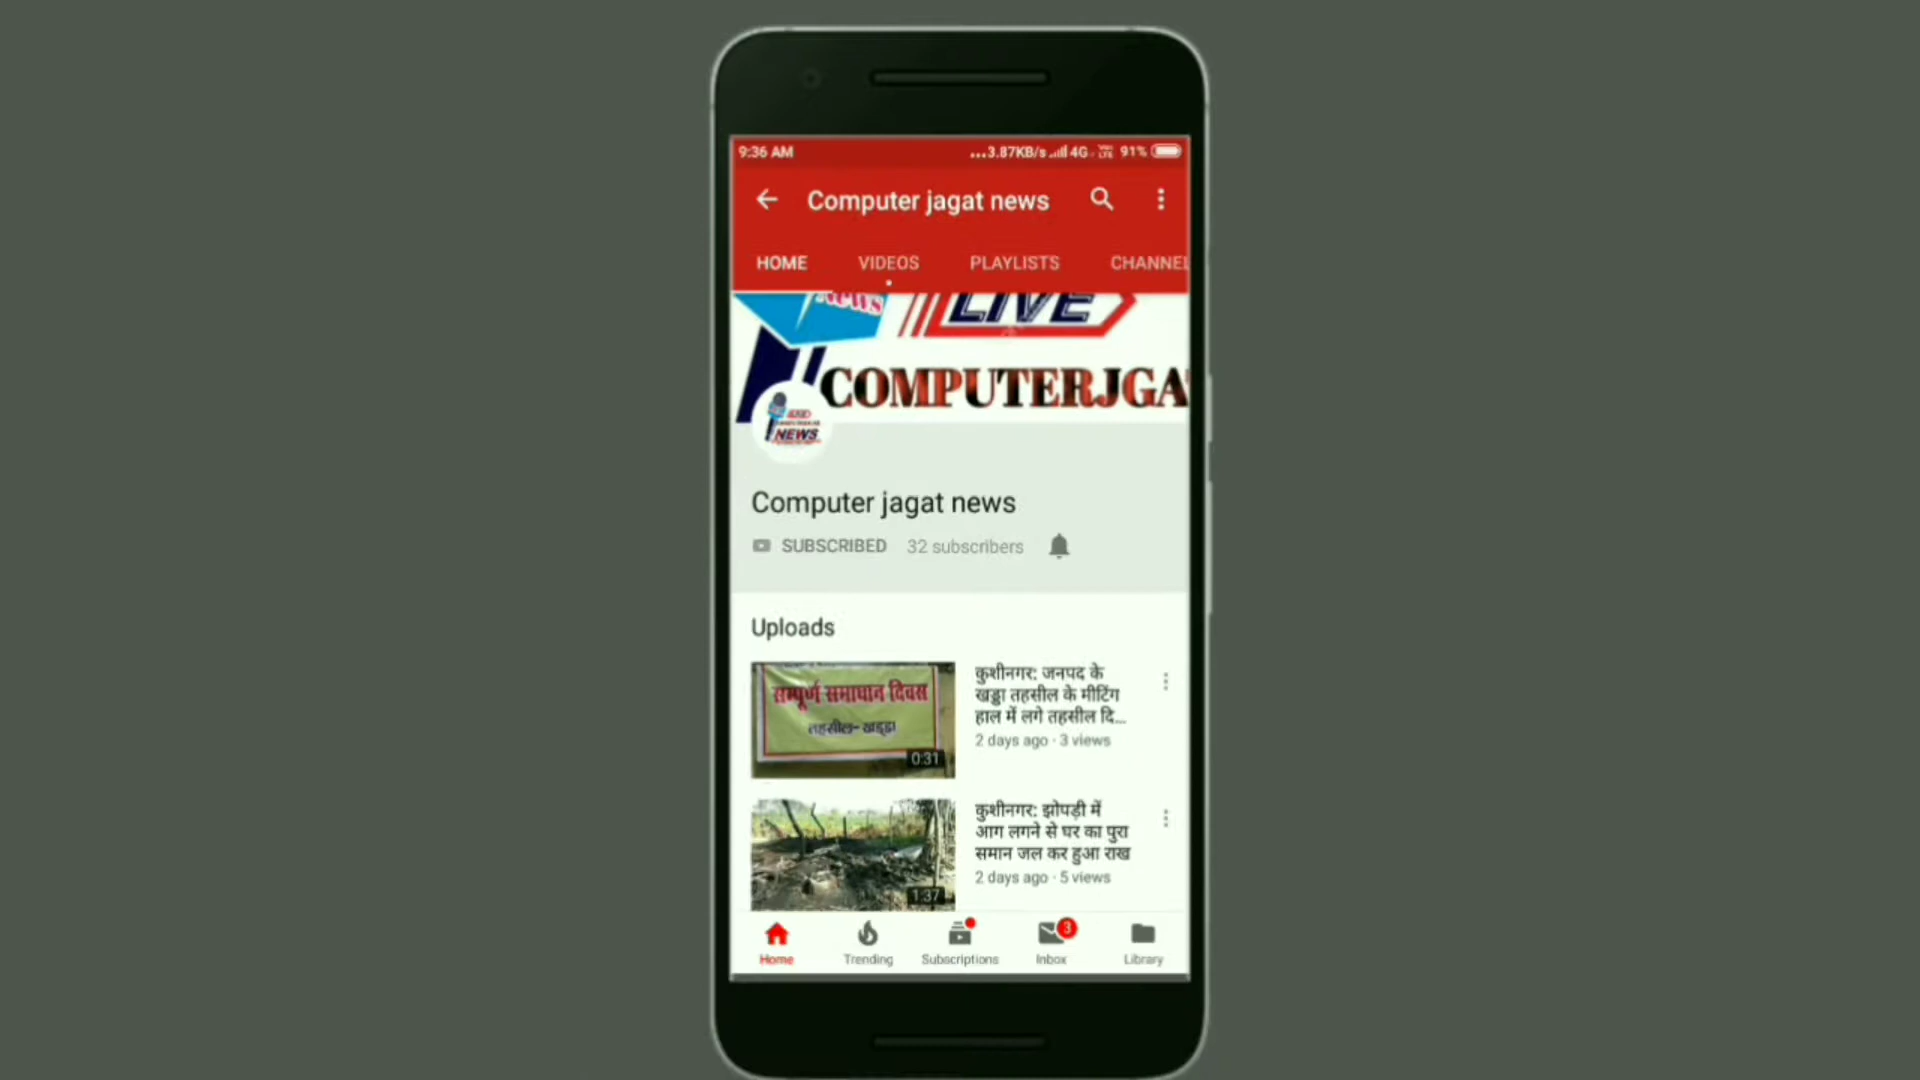 9:36 AM
...3.87KB/s 4G VoLTE 91%
Computer jagat news
HOME VIDEOS PLAYLISTS CHANNEL
NEWS LIVE
COMPUTERJGA
NEWS
Computer jagat news
SUBSCRIBED 32 subscribers
Uploads
सम्पूर्ण समाधान दिवस
तहसील- खड्डा
0:31
कुशीनगर: जनपद के
खड्डा तहसील के मीटिंग
हाल में लगे तहसील दि...
2 days ago · 3 views
कुशीनगर: झोपड़ी में
आग लगने से घर का पुरा
समान जल कर हुआ राख
2 days ago · 5 views
1:37
3
Home Trending Subscriptions Inbox Library